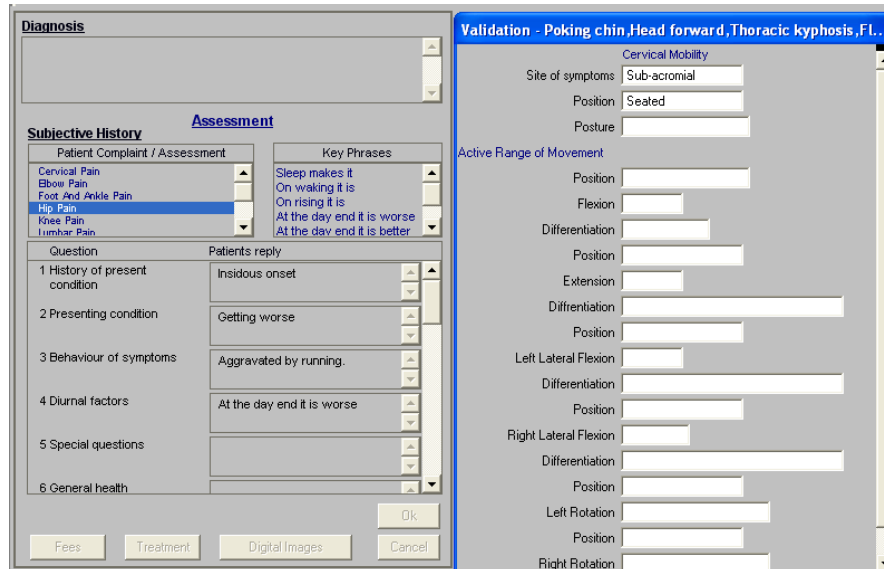 Diagnosis
Assessment
Subjective History
Patient Complaint / Assessment
Cervical Pain
Elbow Pain
Foot And Ankle Pain
Hip Pain
Knee Pain
Lumbar Pain
Key Phrases
Sleep makes it
On waking it is
On rising it is
At the day end it is worse
At the day end it is better
Question Patients reply
1 History of present condition Insidous onset
2 Presenting condition Getting worse
3 Behaviour of symptoms Aggravated by running.
4 Diurnal factors At the day end it is worse
5 Special questions
6 General health
Ok
Fees Treatment Digital Images Cancel
Validation - Poking chin,Head forward,Thoracic kyphosis,Fl...
Cervical Mobility
Site of symptoms Sub-acromial
Position Seated
Posture
Active Range of Movement
Position
Flexion
Differentiation
Position
Extension
Diffrentiation
Position
Left Lateral Flexion
Differentiation
Position
Right Lateral Flexion
Differentiation
Position
Left Rotation
Position
Right Rotation